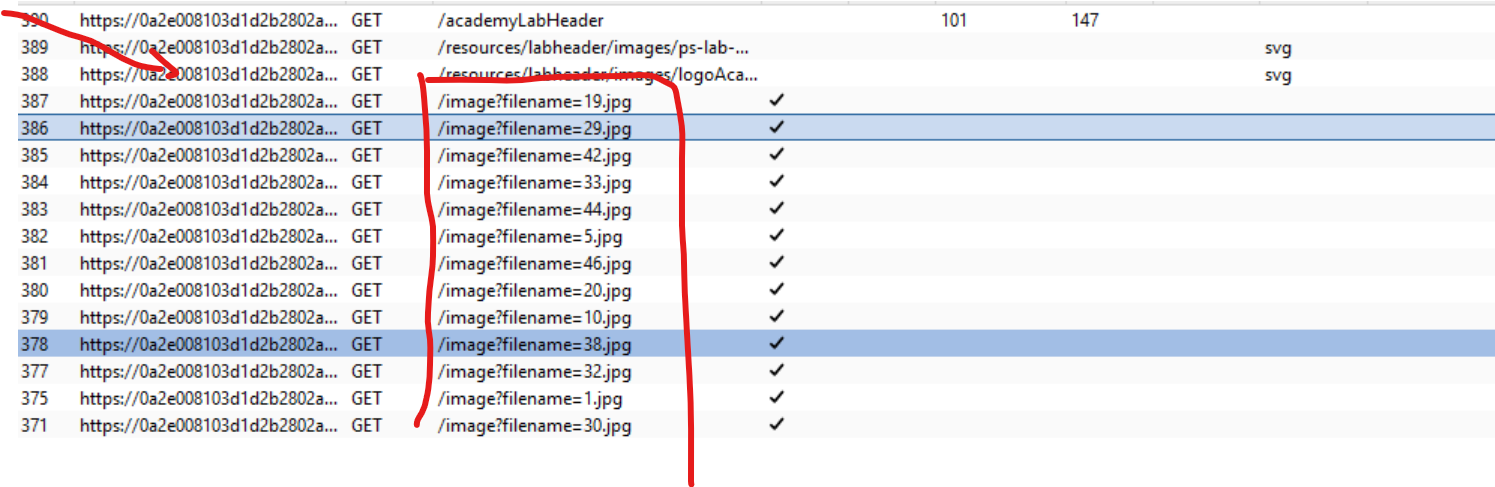 390 https://0a2e008103d1d2b2802a... GET /academyLabHeader 101 147
389 https://0a2e008103d1d2b2802a... GET /resources/labheader/images/ps-lab-... svg
388 https://0a2e008103d1d2b2802a... GET /resources/labheader/images/logoAca... svg
387 https://0a2e008103d1d2b2802a... GET /image?filename=19.jpg ✓
386 https://0a2e008103d1d2b2802a... GET /image?filename=29.jpg ✓
385 https://0a2e008103d1d2b2802a... GET /image?filename=42.jpg ✓
384 https://0a2e008103d1d2b2802a... GET /image?filename=33.jpg ✓
383 https://0a2e008103d1d2b2802a... GET /image?filename=44.jpg ✓
382 https://0a2e008103d1d2b2802a... GET /image?filename=5.jpg ✓
381 https://0a2e008103d1d2b2802a... GET /image?filename=46.jpg ✓
380 https://0a2e008103d1d2b2802a... GET /image?filename=20.jpg ✓
379 https://0a2e008103d1d2b2802a... GET /image?filename=10.jpg ✓
378 https://0a2e008103d1d2b2802a... GET /image?filename=38.jpg ✓
377 https://0a2e008103d1d2b2802a... GET /image?filename=32.jpg ✓
375 https://0a2e008103d1d2b2802a... GET /image?filename=1.jpg ✓
371 https://0a2e008103d1d2b2802a... GET /image?filename=30.jpg ✓